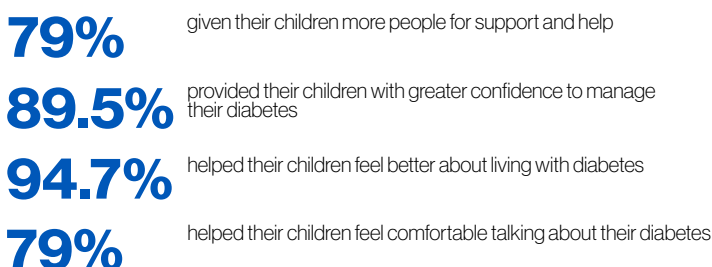 79%
given their children more people for support and help
89.5%
provided their children with greater confidence to manage
their diabetes
94.7%
helped their children feel better about living with diabetes
79%
helped their children feel comfortable talking about their diabetes